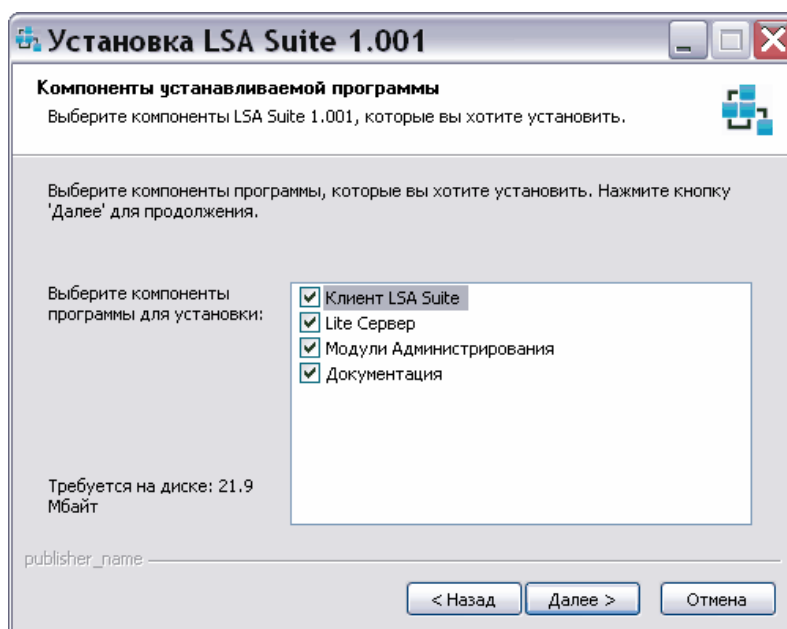 Установка LSA Suite 1.001
Компоненты устанавливаемой программы
Выберите компоненты LSA Suite 1.001, которые вы хотите установить.
Выберите компоненты программы, которые вы хотите установить. Нажмите кнопку
'Далее' для продолжения.
Выберите компоненты
программы для установки:
Клиент LSA Suite
Lite Сервер
Модули Администрирования
Документация
Требуется на диске: 21.9
Мбайт
publisher_name
< Назад
Далее >
Отмена